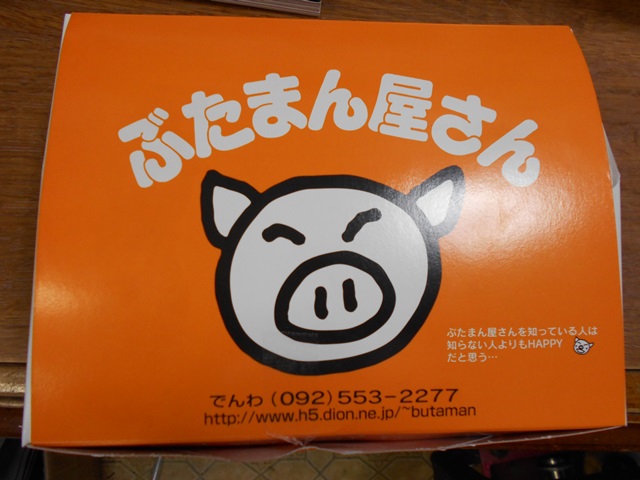 ぶたまん屋さん
ぶたまん屋さんを知っている人は
知らない人よりもHAPPY
だと思う…
でんわ(092)553-2277
http://www.h5.dion.ne.jp/~butaman